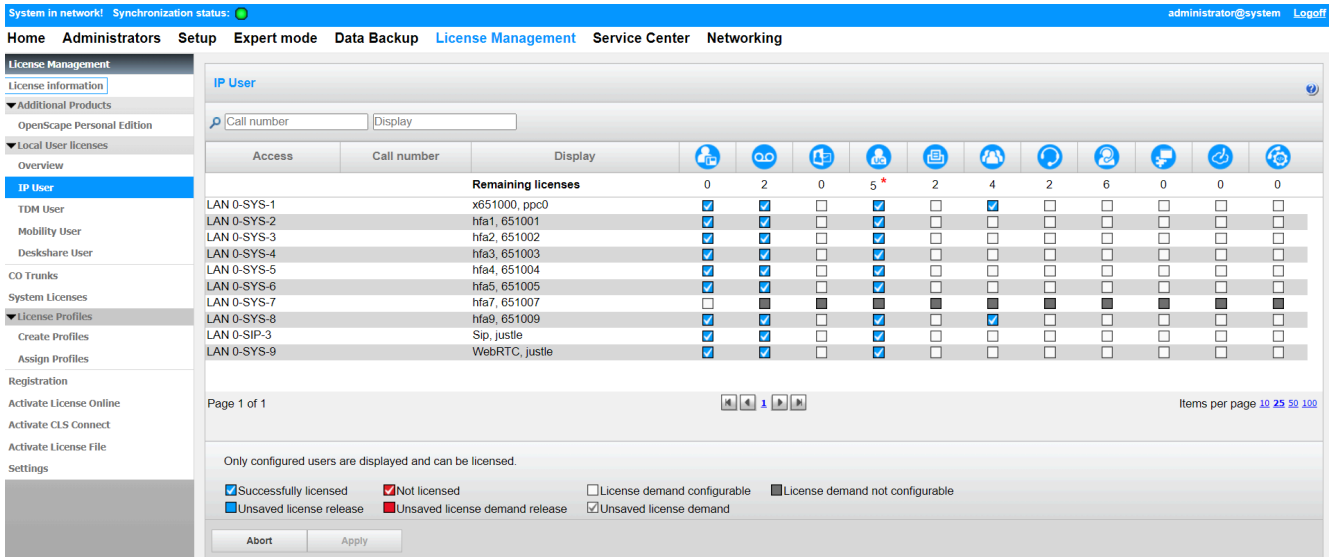 System in network! Synchronization status:
administrator@system Logoff
Home Administrators Setup Expert mode Data Backup License Management Service Center Networking
License Management
License information
Additional Products
OpenScape Personal Edition
Local User licenses
Overview
IP User
TDM User
Mobility User
Deskshare User
CO Trunks
System Licenses
License Profiles
Create Profiles
Assign Profiles
Registration
Activate License Online
Activate CLS Connect
Activate License File
Settings
IP User
?
Call number Display
Access Call number Display UC
Remaining licenses 0 2 0 5 * 2 4 2 6 0 0 0
LAN 0-SYS-1 x651000, ppc0
LAN 0-SYS-2 hfa1, 651001
LAN 0-SYS-3 hfa2, 651002
LAN 0-SYS-4 hfa3, 651003
LAN 0-SYS-5 hfa4, 651004
LAN 0-SYS-6 hfa5, 651005
LAN 0-SYS-7 hfa7, 651007
LAN 0-SYS-8 hfa9, 651009
LAN 0-SIP-3 Sip, justle
LAN 0-SYS-9 WebRTC, justle
Page 1 of 1 1 Items per page 10 25 50 100
Only configured users are displayed and can be licensed.
Successfully licensed Not licensed License demand configurable License demand not configurable
Unsaved license release Unsaved license demand release Unsaved license demand
Abort Apply